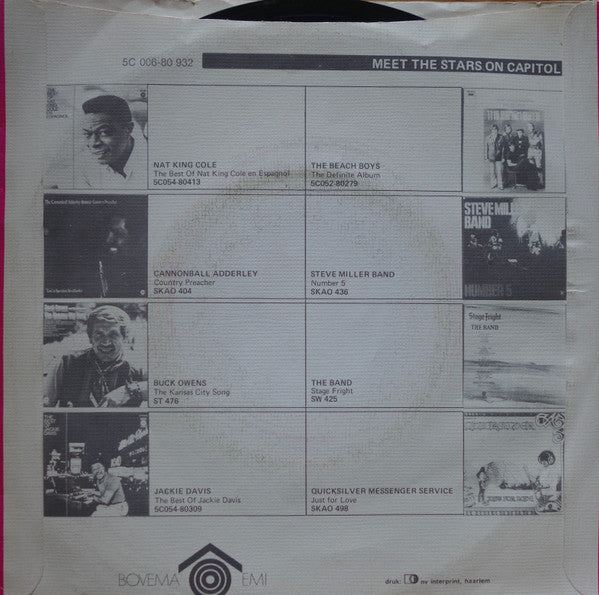 5C 006-80 932
MEET THE STARS ON CAPITOL
NAT KING COLE
The Best Of Nat King Cole en Espagnol
5C054-80413
THE BEACH BOYS
The Definite Album
5C052-80279
CANNONBALL ADDERLEY
Country Preacher
SKAO 404
STEVE MILLER BAND
Number 5
SKAO 436
STEVE MILLER
BAND
NUMBER 5
BUCK OWENS
The Kansas City Song
ST 476
THE BAND
Stage Fright
SW 425
Stage Fright
THE BAND
JACKIE DAVIS
The Best Of Jackie Davis
5C054-80309
QUICKSILVER MESSENGER SERVICE
Just for Love
SKAO 498
BOVEMA EMI
druk: nv interprint, haarlem